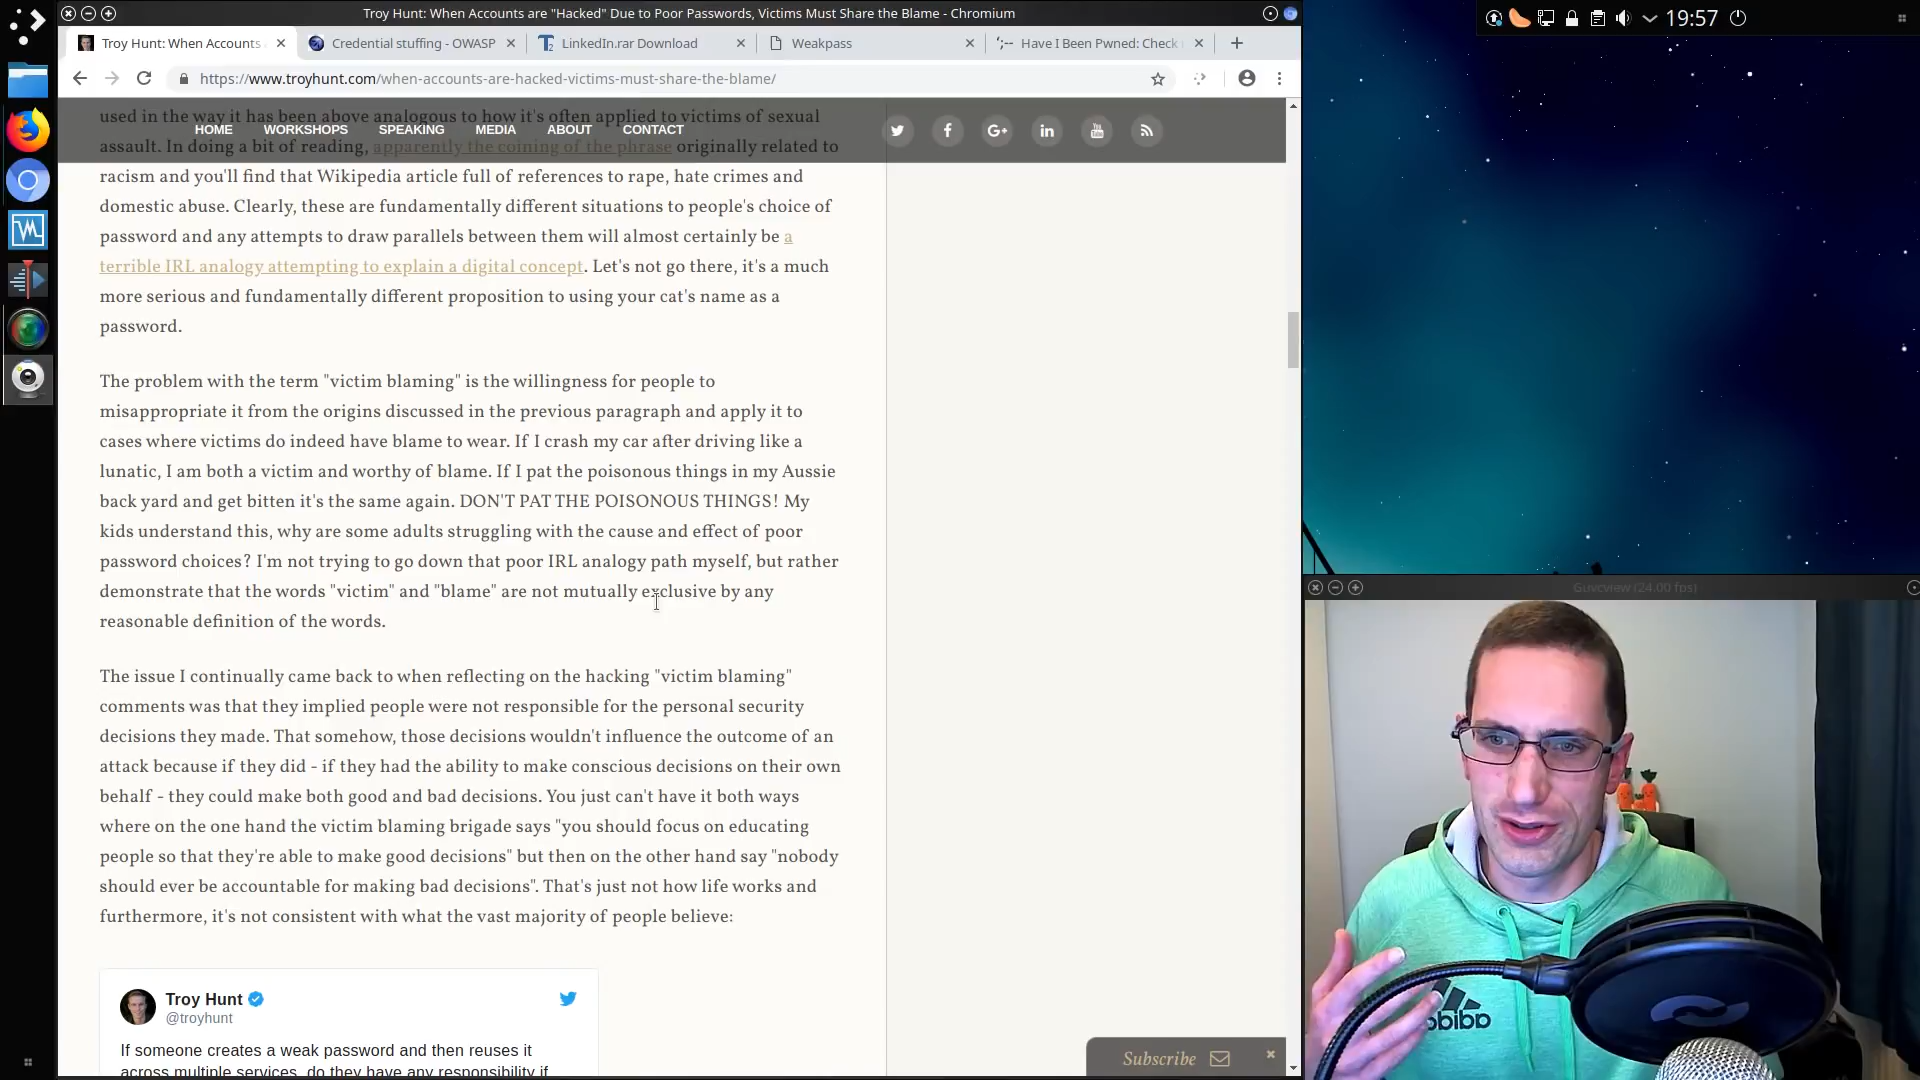 Troy Hunt: When Accounts are "Hacked" Due to Poor Passwords, Victims Must Share the Blame - Chromium
19:57
Troy Hunt: When Accounts
Credential stuffing - OWASP
LinkedIn.rar Download
Weakpass
Have I Been Pwned: Check
https://www.troyhunt.com/when-accounts-are-hacked-victims-must-share-the-blame/
used in the way it has been above analogous to how it's often applied to victims of sexual
HOME WORKSHOPS SPEAKING MEDIA ABOUT CONTACT
assault. In doing a bit of reading, apparently the coining of the phrase originally related to
racism and you'll find that Wikipedia article full of references to rape, hate crimes and
domestic abuse. Clearly, these are fundamentally different situations to people's choice of
password and any attempts to draw parallels between them will almost certainly be a
terrible IRL analogy attempting to explain a digital concept. Let's not go there, it's a much
more serious and fundamentally different proposition to using your cat's name as a
password.
The problem with the term "victim blaming" is the willingness for people to
misappropriate it from the origins discussed in the previous paragraph and apply it to
cases where victims do indeed have blame to wear. If I crash my car after driving like a
lunatic, I am both a victim and worthy of blame. If I pat the poisonous things in my Aussie
back yard and get bitten it's the same again. DON'T PAT THE POISONOUS THINGS! My
kids understand this, why are some adults struggling with the cause and effect of poor
password choices? I'm not trying to go down that poor IRL analogy path myself, but rather
demonstrate that the words "victim" and "blame" are not mutually exclusive by any
reasonable definition of the words.
The issue I continually came back to when reflecting on the hacking "victim blaming"
comments was that they implied people were not responsible for the personal security
decisions they made. That somehow, those decisions wouldn't influence the outcome of an
attack because if they did - if they had the ability to make conscious decisions on their own
behalf - they could make both good and bad decisions. You just can't have it both ways
where on the one hand the victim blaming brigade says "you should focus on educating
people so that they're able to make good decisions" but then on the other hand say "nobody
should ever be accountable for making bad decisions". That's just not how life works and
furthermore, it's not consistent with what the vast majority of people believe:
Troy Hunt
@troyhunt
If someone creates a weak password and then reuses it
across multiple services, do they have any responsibility if
Subscribe
Guvcview (24.00 fps)
adidas